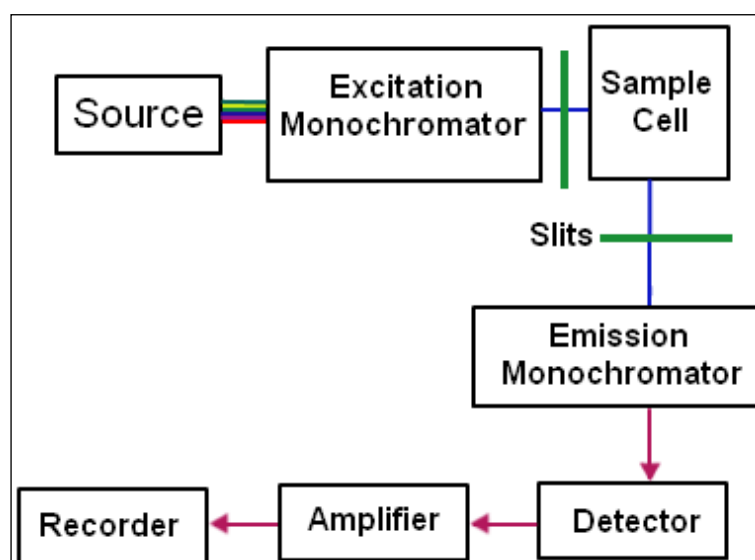 Source
Excitation
Monochromator
Sample
Cell
Slits
Emission
Monochromator
Detector
Amplifier
Recorder